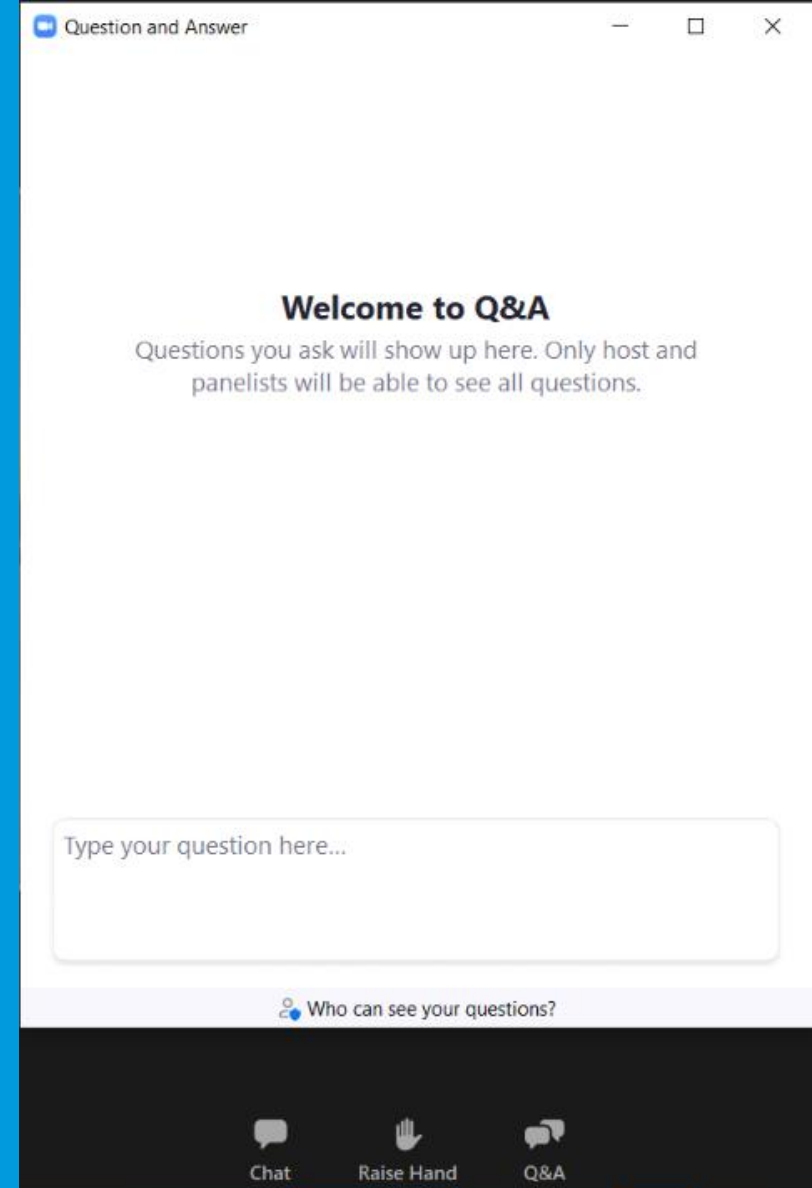 Question and Answer
Welcome to Q&A
Questions you ask will show up here. Only host and
panelists will be able to see all questions.
Type your question here...
Who can see your questions?
Chat Raise Hand Q&A